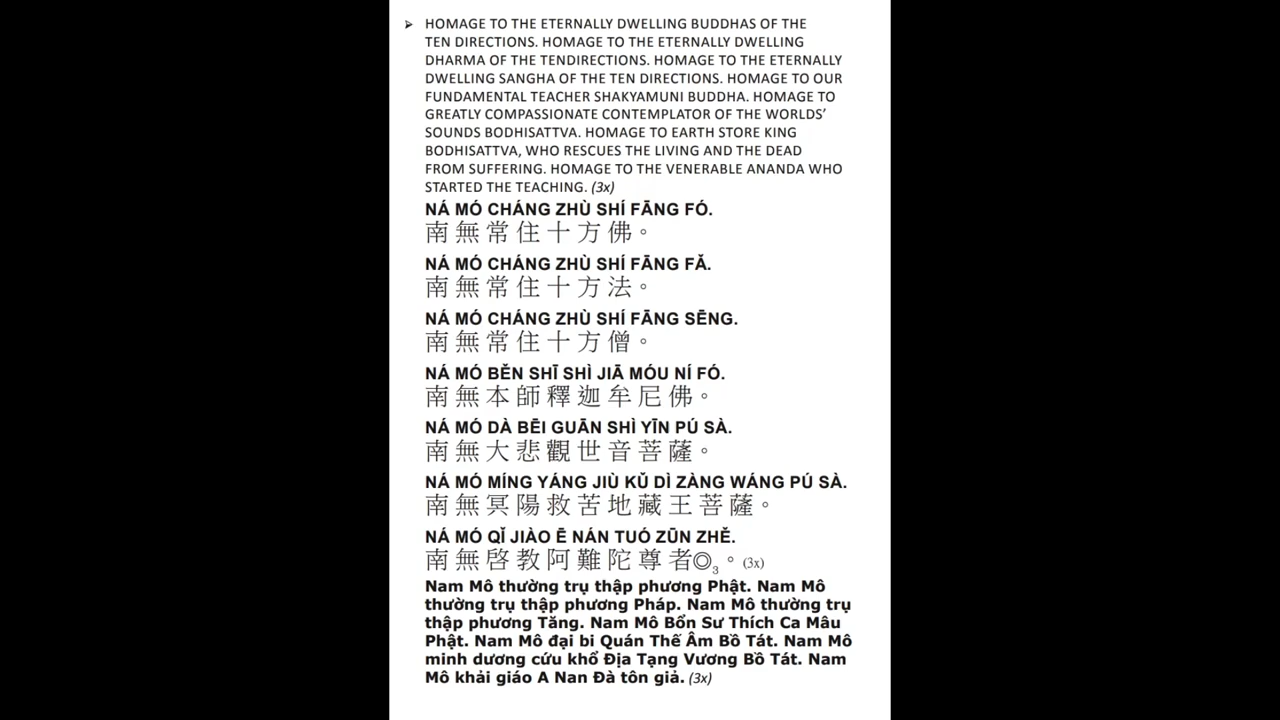 ➢ HOMAGE TO THE ETERNALLY DWELLING BUDDHAS OF THE
TEN DIRECTIONS. HOMAGE TO THE ETERNALLY DWELLING
DHARMA OF THE TENDIRECTIONS. HOMAGE TO THE ETERNALLY
DWELLING SANGHA OF THE TEN DIRECTIONS. HOMAGE TO OUR
FUNDAMENTAL TEACHER SHAKYAMUNI BUDDHA. HOMAGE TO
GREATLY COMPASSIONATE CONTEMPLATOR OF THE WORLDS’
SOUNDS BODHISATTVA. HOMAGE TO EARTH STORE KING
BODHISATTVA, WHO RESCUES THE LIVING AND THE DEAD
FROM SUFFERING. HOMAGE TO THE VENERABLE ANANDA WHO
STARTED THE TEACHING. (3x)
NÁ MÓ CHÁNG ZHÙ SHÍ FĀNG FÓ.
南無常住十方佛。
NÁ MÓ CHÁNG ZHÙ SHÍ FĀNG FǍ.
南無常住十方法。
NÁ MÓ CHÁNG ZHÙ SHÍ FĀNG SĒNG.
南無常住十方僧。
NÁ MÓ BĚN SHĪ SHÌ JIĀ MÓU NÍ FÓ.
南無本師釋迦牟尼佛。
NÁ MÓ DÀ BĒI GUĀN SHÌ YĪN PÚ SÀ.
南無大悲觀世音菩薩。
NÁ MÓ MÍNG YÁNG JIÙ KǓ DÌ ZÀNG WÁNG PÚ SÀ.
南無冥陽救苦地藏王菩薩。
NÁ MÓ QǏ JIÀO Ē NÁN TUÓ ZŪN ZHĚ.
南無啓教阿難陀尊者◎3。(3x)
Nam Mô thường trụ thập phương Phật. Nam Mô
thường trụ thập phương Pháp. Nam Mô thường trụ
thập phương Tăng. Nam Mô Bổn Sư Thích Ca Mâu
Phật. Nam Mô đại bi Quán Thế Âm Bồ Tát. Nam Mô
minh dương cứu khổ Địa Tạng Vương Bồ Tát. Nam
Mô khải giáo A Nan Đà tôn giả. (3x)